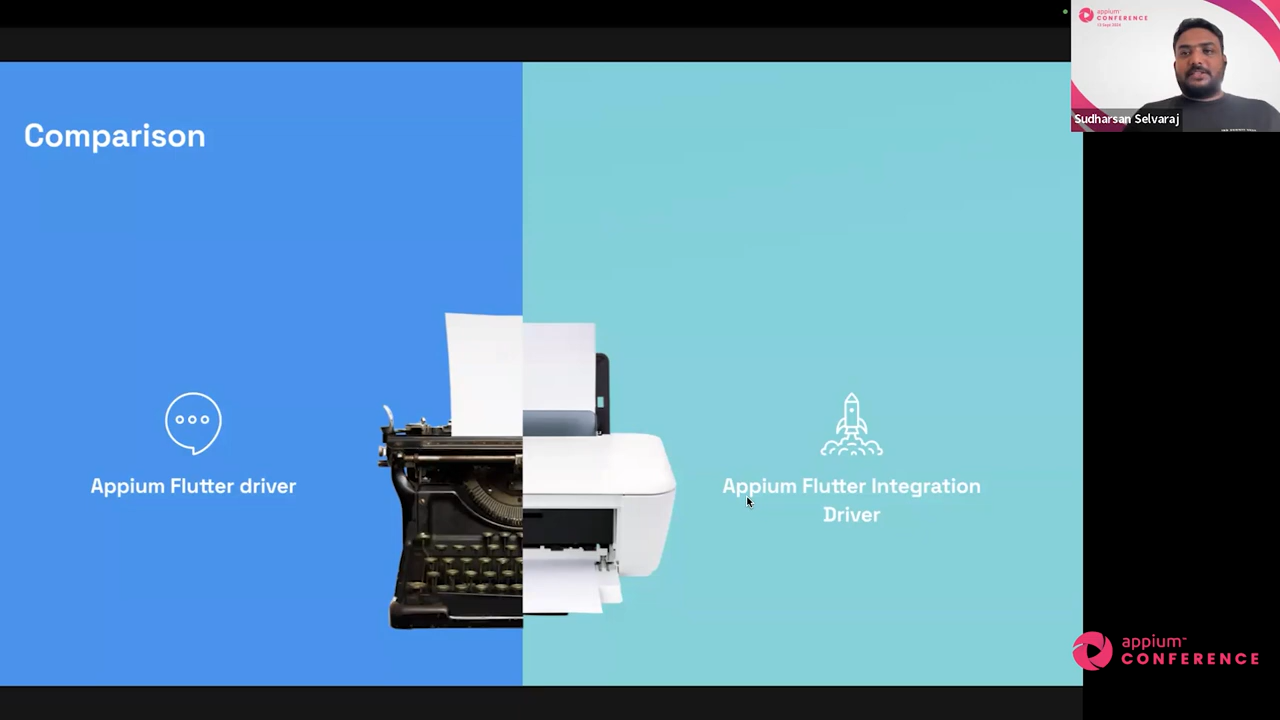 Comparison
Appium Flutter driver
Appium Flutter Integration
Driver
appium
CONFERENCE
Sudharsan Selvaraj
appium
CONFERENCE